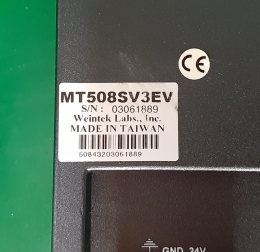 CE
MT508SV3EV
S/N : 03061889
Weintek Labs., Inc.
MADE IN TAIWAN
50843203061889
GND 24V